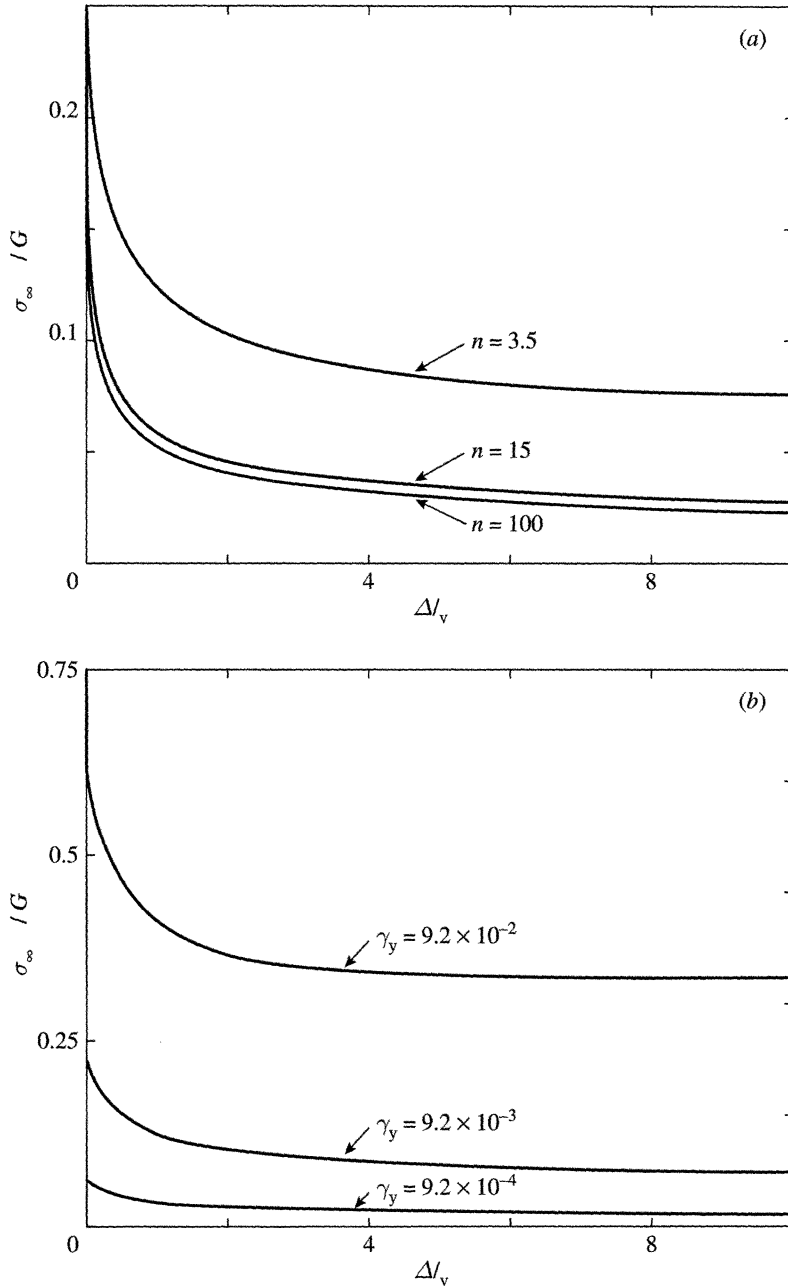 (a)
0.2
σ∞ / G
0.1
n = 3.5
n = 15
n = 100
0 4 8
Δ/v
0.75
(b)
0.5
σ∞ / G
γy = 9.2 × 10⁻²
0.25
γy = 9.2 × 10⁻³
γy = 9.2 × 10⁻⁴
0 4 8
Δ/v